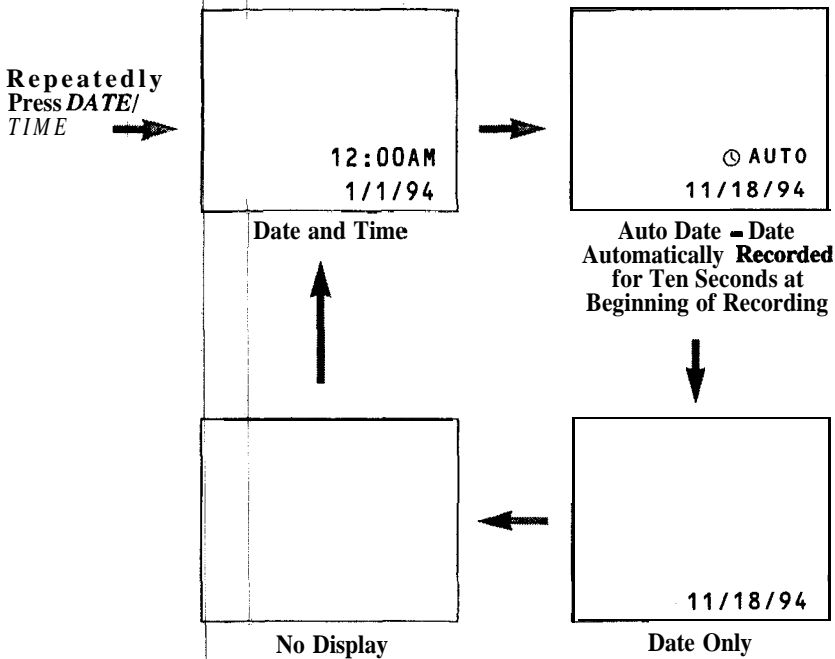 Repeatedly
Press DATE/
TIME
12:00AM
1/1/94
Date and Time
AUTO
11/18/94
Auto Date – Date
Automatically Recorded
for Ten Seconds at
Beginning of Recording
No Display
11/18/94
Date Only